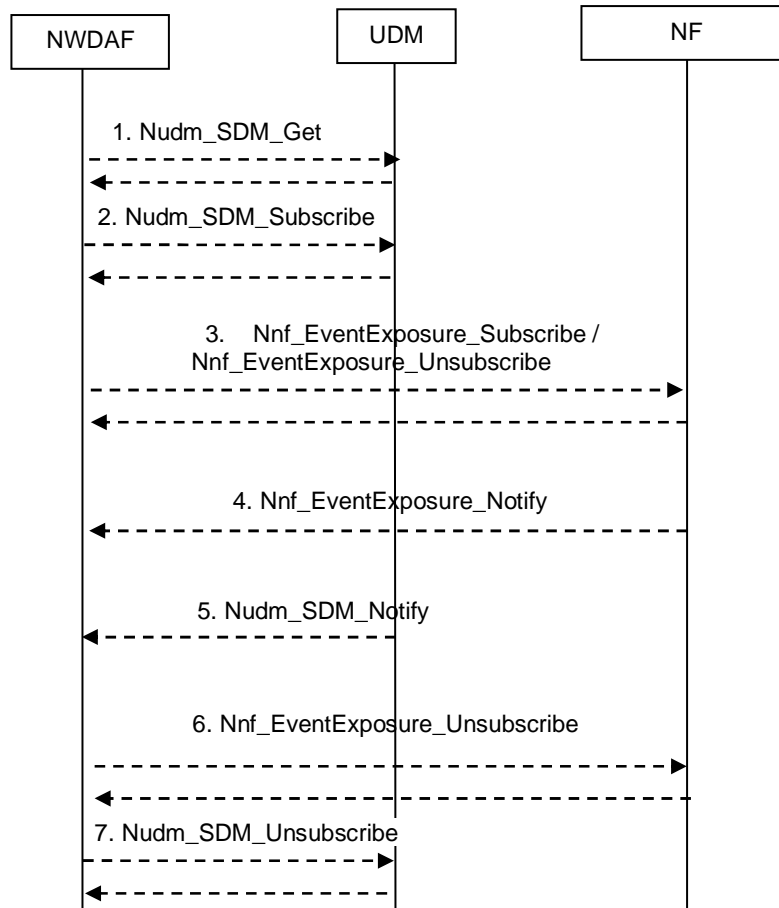 NWDAF
UDM
NF
1. Nudm_SDM_Get
2. Nudm_SDM_Subscribe
3. Nnf_EventExposure_Subscribe /
Nnf_EventExposure_Unsubscribe
4. Nnf_EventExposure_Notify
5. Nudm_SDM_Notify
6. Nnf_EventExposure_Unsubscribe
7. Nudm_SDM_Unsubscribe